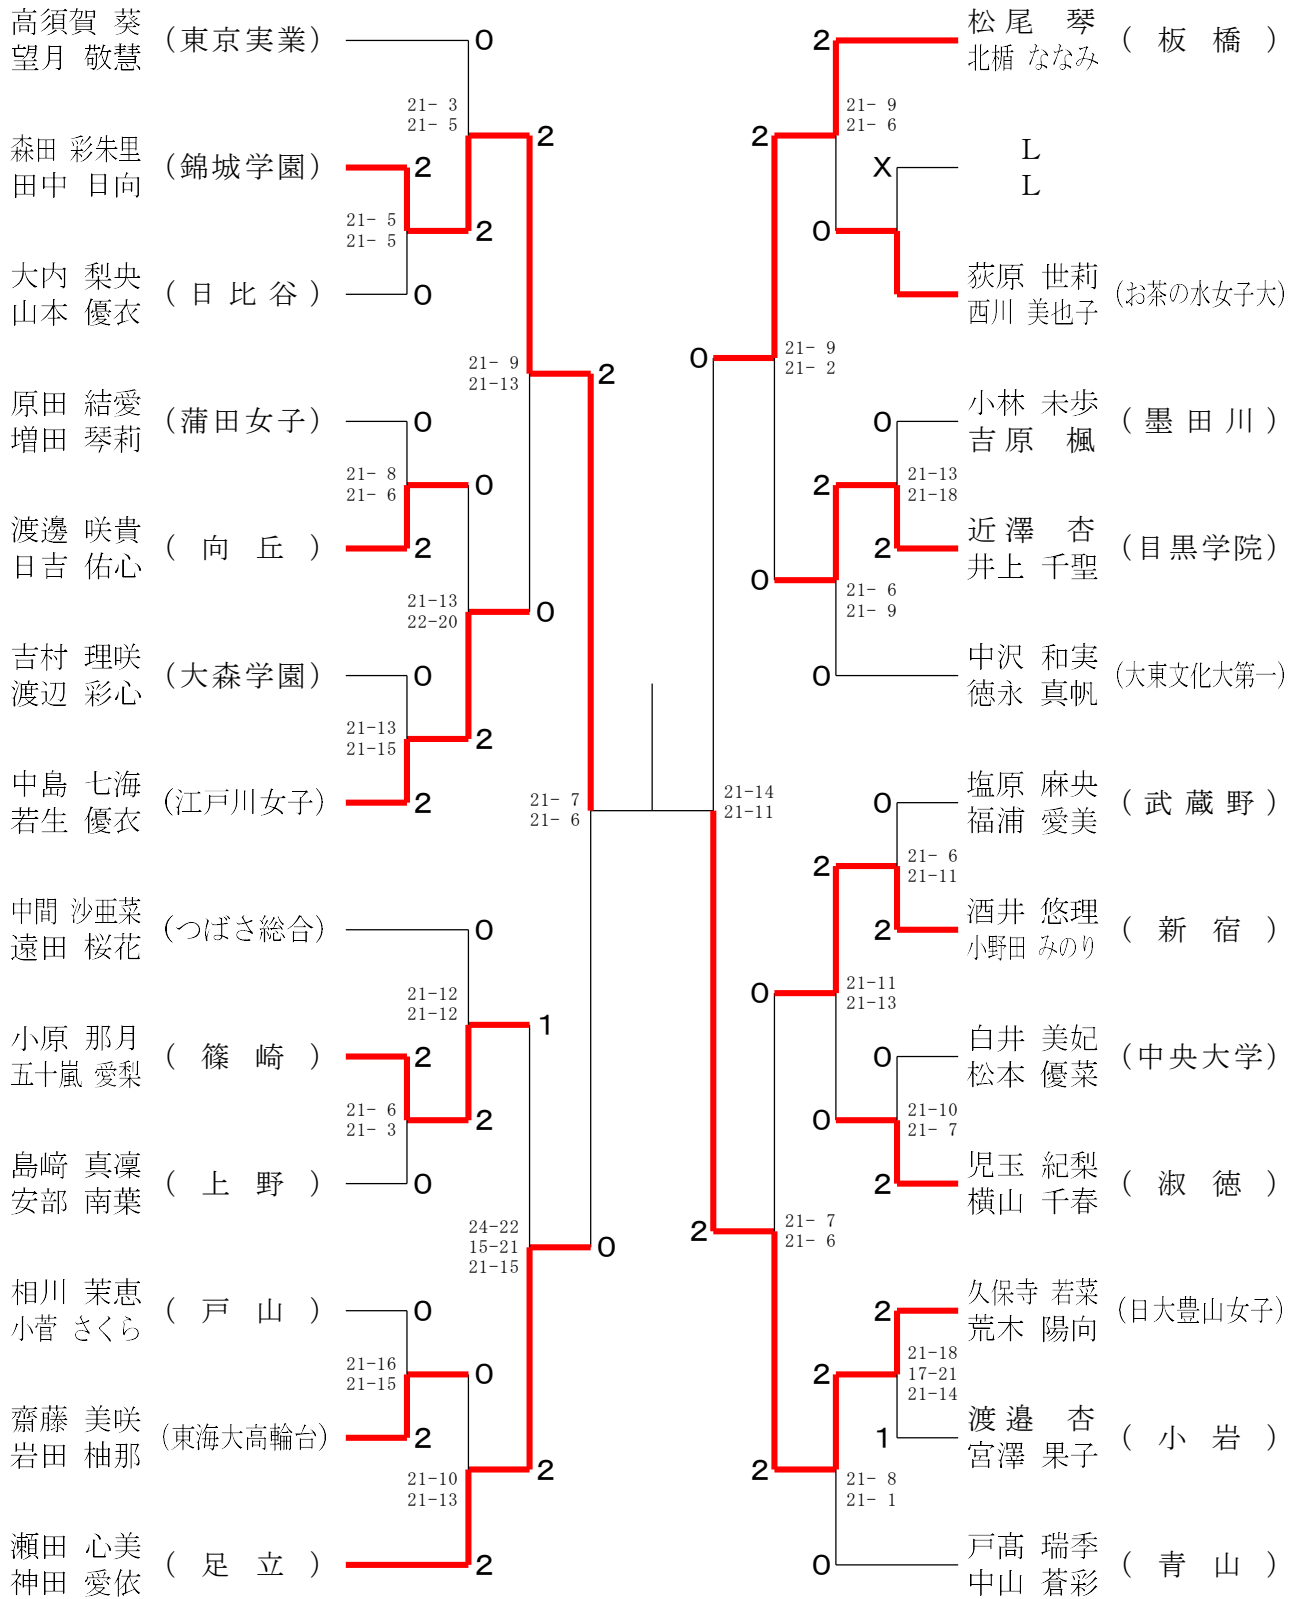 高須賀 葵
望月 敬慧
(東京実業)
0
21- 3
21- 5
2
森田 彩朱里
田中 日向
(錦城学園)
2
21- 5
21- 5
2
大内 梨央
山本 優衣
(日比谷)
0
21- 9
21-13
2
原田 結愛
増田 琴莉
(蒲田女子)
0
21- 8
21- 6
0
渡邊 咲貴
日吉 佑心
(向丘)
2
21-13
22-20
0
吉村 理咲
渡辺 彩心
(大森学園)
0
21-13
21-15
2
中島 七海
若生 優衣
(江戸川女子)
2
21- 7
21- 6
中間 沙亜菜
遠田 桜花
(つばさ総合)
0
21-12
21-12
1
小原 那月
五十嵐 愛梨
(篠崎)
2
21- 6
21- 3
2
島﨑 真凜
安部 南葉
(上野)
0
24-22
15-21
21-15
0
相川 茉恵
小菅 さくら
(戸山)
0
21-16
21-15
0
齋藤 美咲
岩田 柚那
(東海大高輪台)
2
21-10
21-13
2
瀬田 心美
神田 愛依
(足立)
2
2
松尾 琴
北楯 ななみ
(板橋)
21- 9
21- 6
2
X
L
L
0
荻原 世莉
西川 美也子
(お茶の水女子大)
0
21- 9
21- 2
0
小林 未歩
吉原 楓
(墨田川)
2
21-13
21-18
2
近澤 杏
井上 千聖
(目黒学院)
0
21- 6
21- 9
0
中沢 和実
徳永 真帆
(大東文化大第一)
21-14
21-11
0
塩原 麻央
福浦 愛美
(武蔵野)
2
21- 6
21-11
2
酒井 悠理
小野田 みのり
(新宿)
0
21-11
21-13
0
白井 美妃
松本 優菜
(中央大学)
0
21-10
21- 7
2
児玉 紀梨
横山 千春
(淑徳)
2
21- 7
21- 6
2
久保寺 若菜
荒木 陽向
(日大豊山女子)
2
21-18
17-21
21-14
1
渡邉 杏
宮澤 果子
(小岩)
2
21- 8
21- 1
0
戸髙 瑞季
中山 蒼彩
(青山)